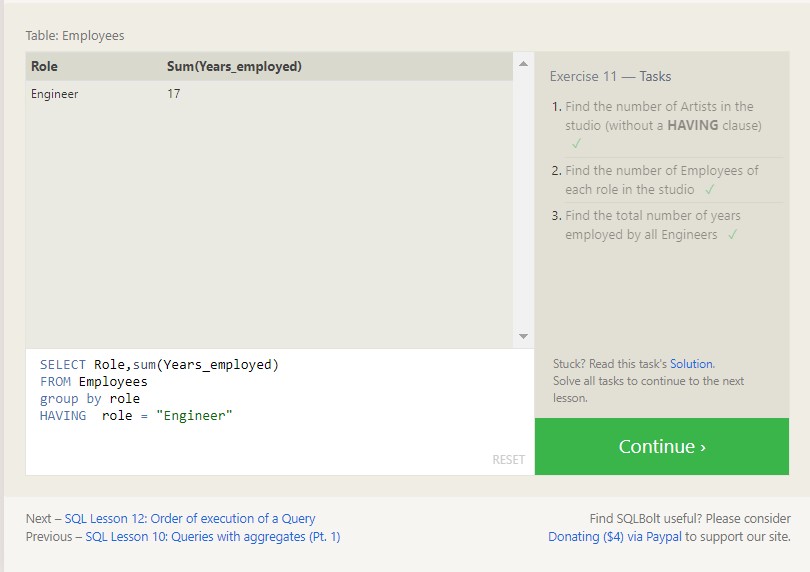 Table: Employees
Role Sum(Years_employed)
Engineer 17
SELECT Role,sum(Years_employed)
FROM Employees
group by role
HAVING  role = "Engineer"
RESET
Exercise 11 — Tasks
1. Find the number of Artists in the
studio (without a HAVING clause)
✓
2. Find the number of Employees of
each role in the studio ✓
3. Find the total number of years
employed by all Engineers ✓
Stuck? Read this task's Solution.
Solve all tasks to continue to the next
lesson.
Continue ›
Next – SQL Lesson 12: Order of execution of a Query
Previous – SQL Lesson 10: Queries with aggregates (Pt. 1)
Find SQLBolt useful? Please consider
Donating ($4) via Paypal to support our site.